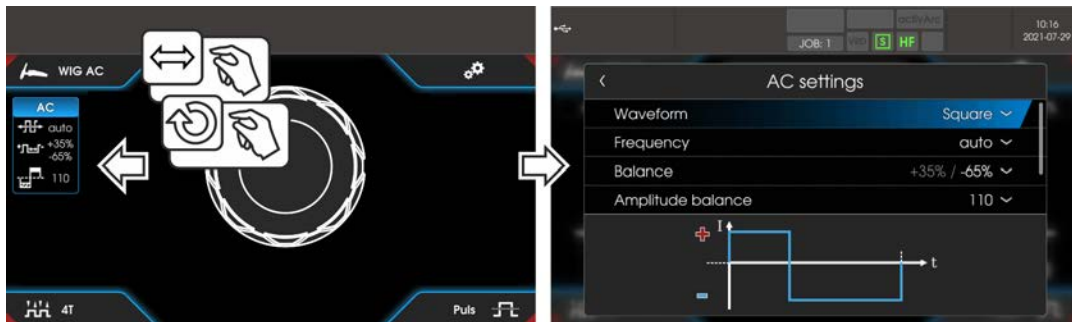 WIG AC
AC
auto
+35%
-65%
110
4T
Puls
activArc
10:16
JOB: 1
VRD
S
HF
2021-07-29
AC settings
Waveform
Square
Frequency
auto
Balance
+35% / -65%
Amplitude balance
110
+
I
t
-